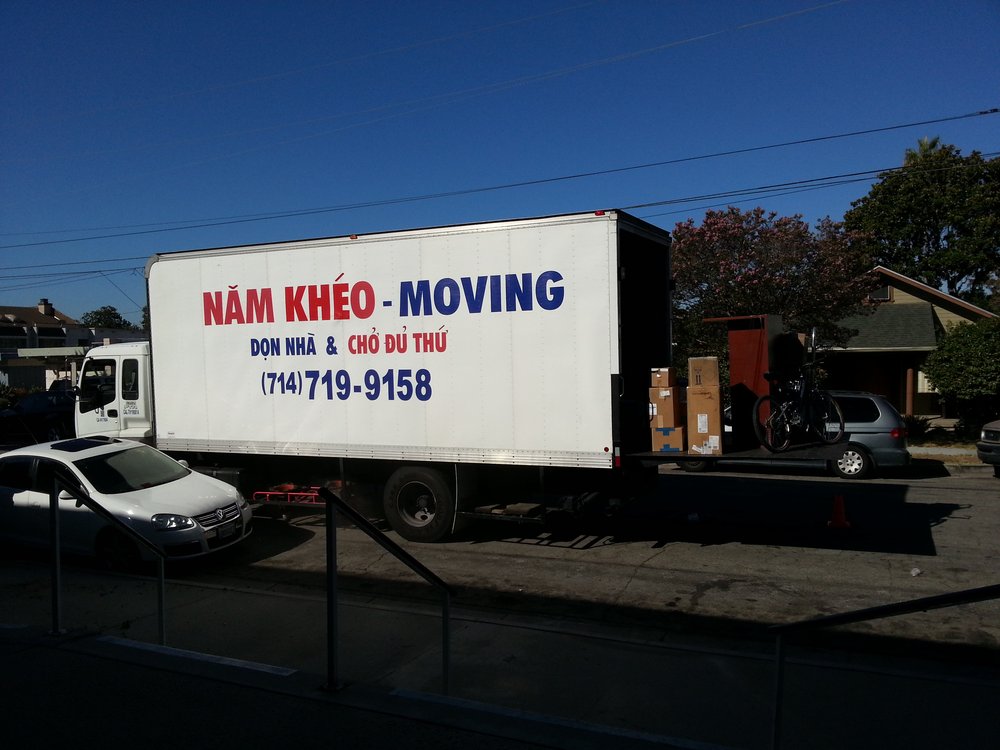 NĂM KHÉO - MOVING
DỌN NHÀ & CHỞ ĐỦ THỨ
(714) 719-9158